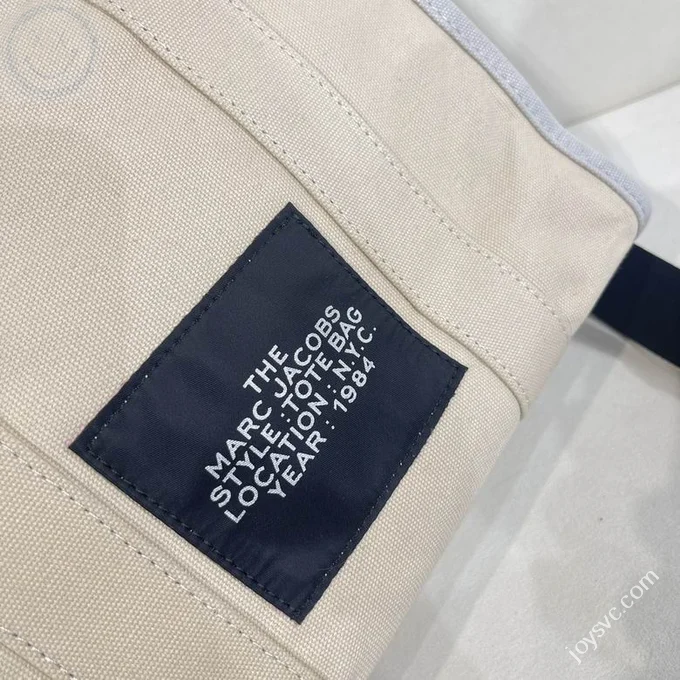 THE
MARC JACOBS
STYLE :TOTE BAG
LOCATION : N.Y.C.
YEAR : 1984
joysvc.com